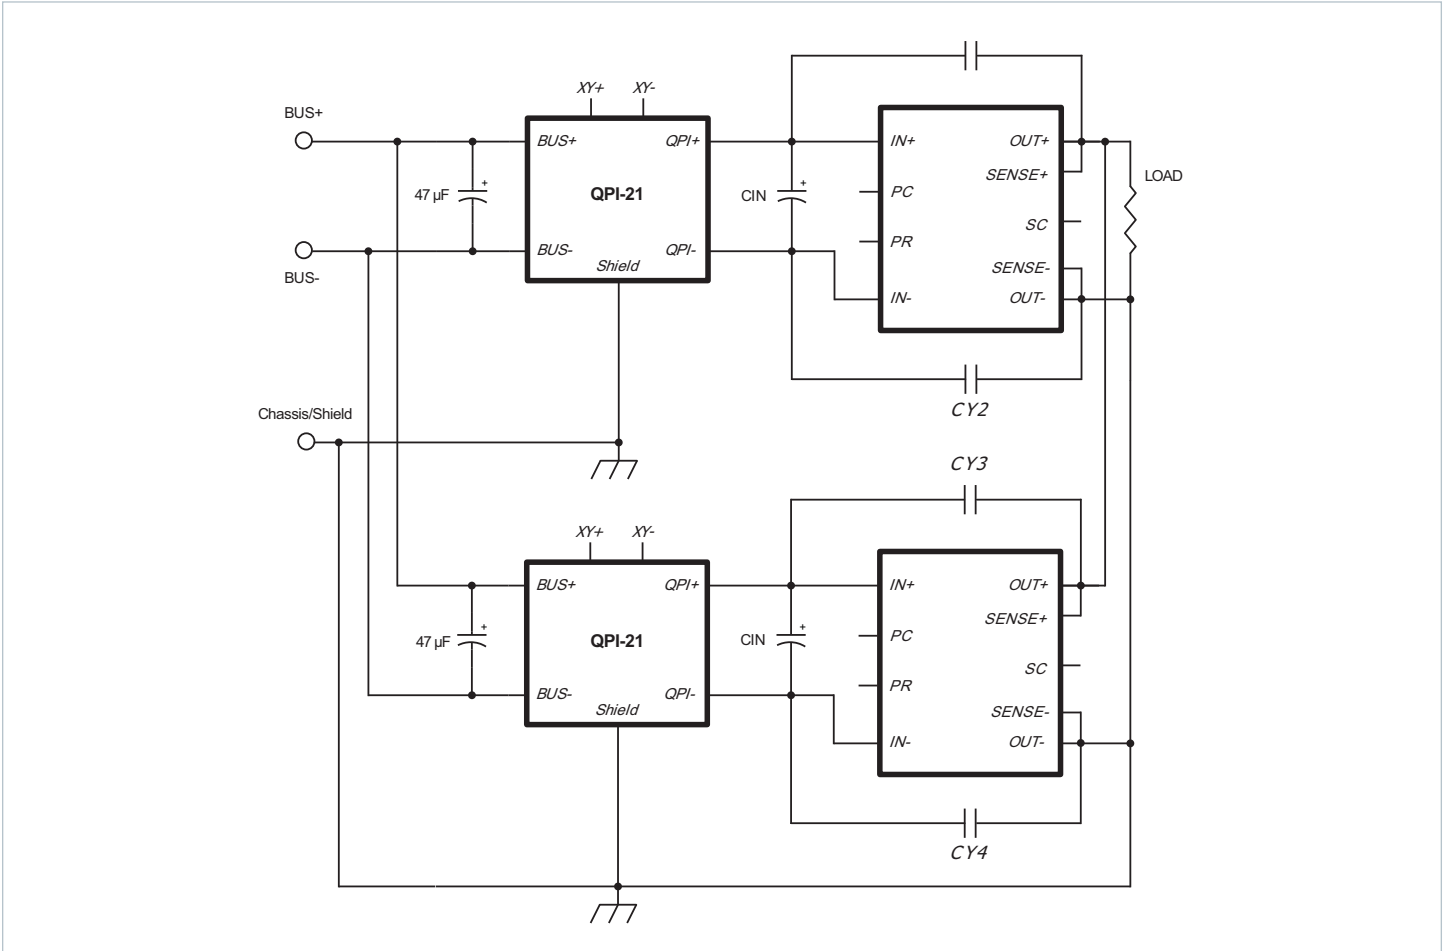 XY+ XY-
BUS+
BUS+ QPI+ IN+ OUT+
SENSE+ LOAD
47 µF + QPI-21 CIN + PC
SC
PR
BUS- QPI-
Shield SENSE-
BUS- IN- OUT-
CY2
Chassis/Shield
CY3
XY+ XY-
BUS+ QPI+ IN+ OUT+
SENSE+
47 µF + QPI-21 CIN + PC
SC
PR
BUS- QPI-
Shield SENSE-
IN- OUT-
CY4